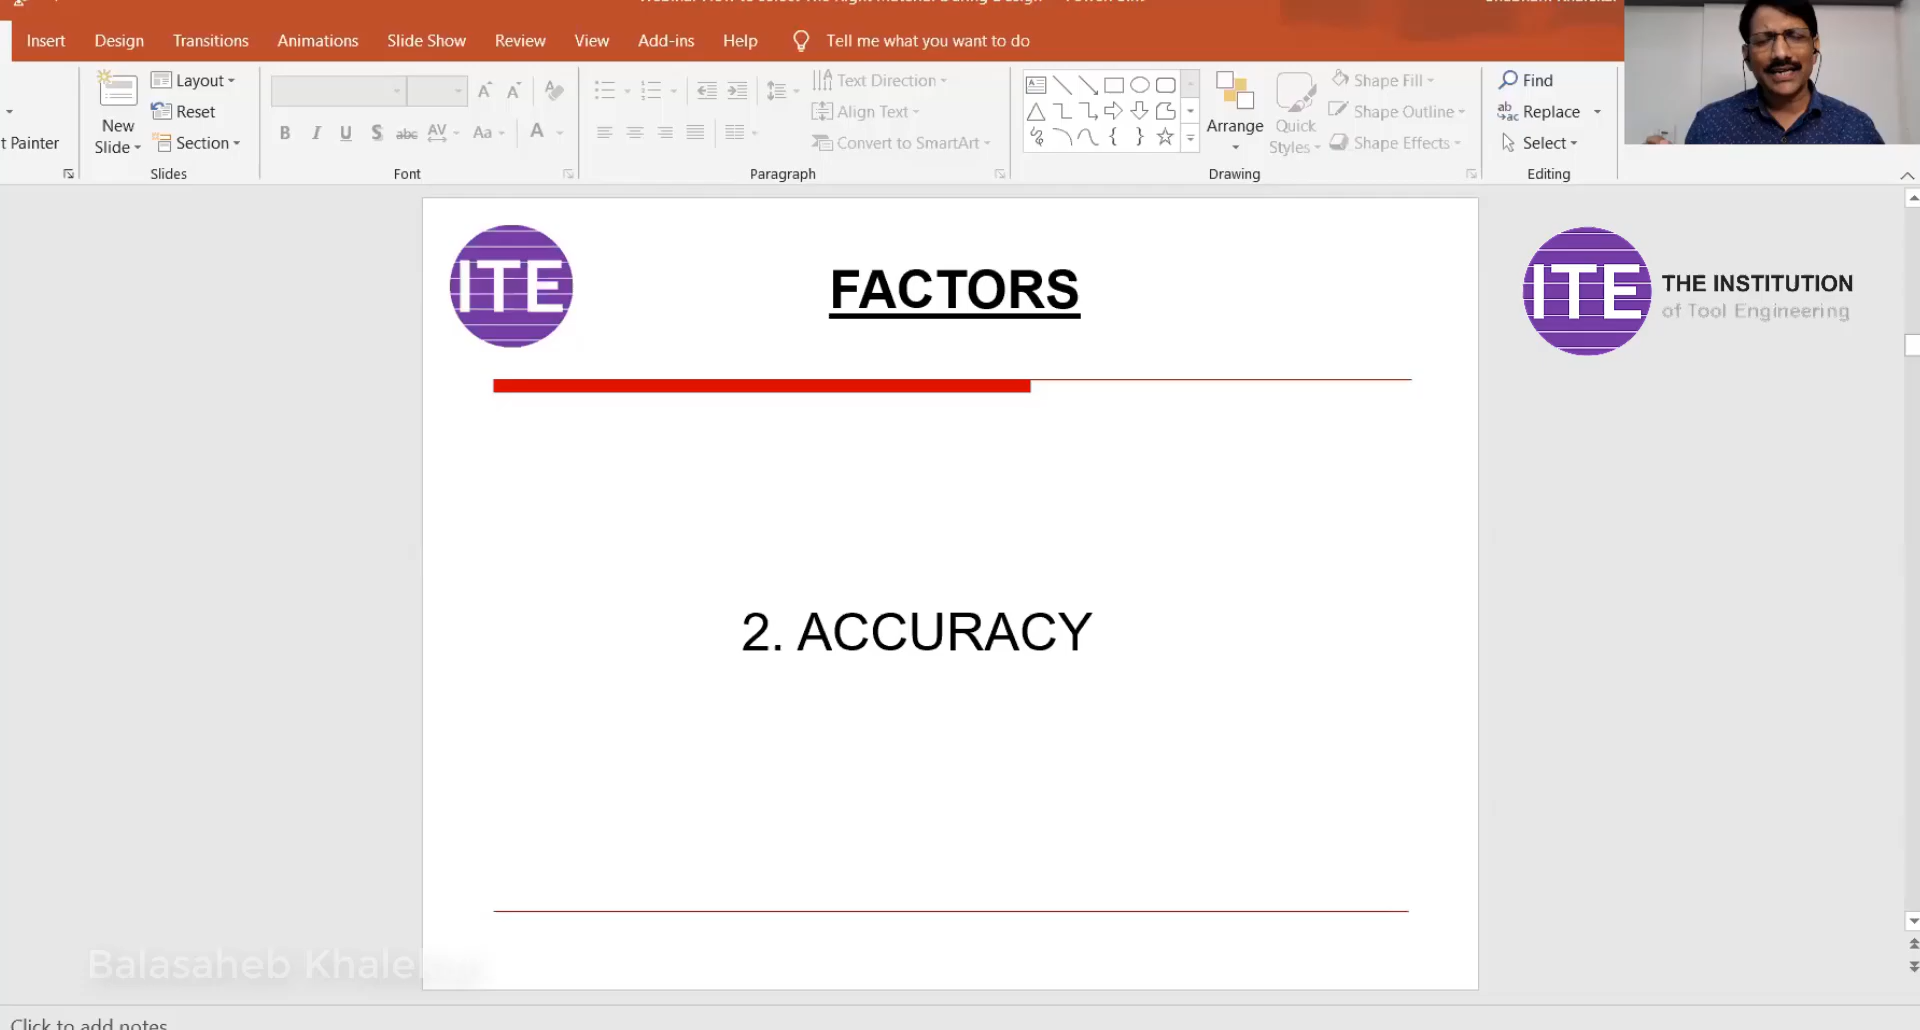 Insert Design Transitions Animations Slide Show Review View Add-ins Help Tell me what you want to do
Layout
Reset
New
Slide
Section
t Painter
Slides
B I U S abc AV Aa A
Font
Text Direction
Align Text
Convert to SmartArt
Paragraph
Arrange
Quick
Styles
Shape Fill
Shape Outline
Shape Effects
Drawing
Find
Replace
Select
Editing
ITE
FACTORS
2. ACCURACY
ITE
THE INSTITUTION
of Tool Engineering
Balasaheb
Click to add notes